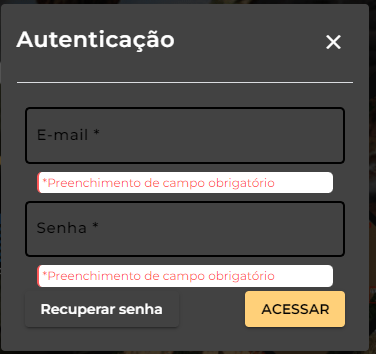 Autenticação
E-mail *
*Preenchimento de campo obrigatório
Senha *
*Preenchimento de campo obrigatório
Recuperar senha
ACESSAR